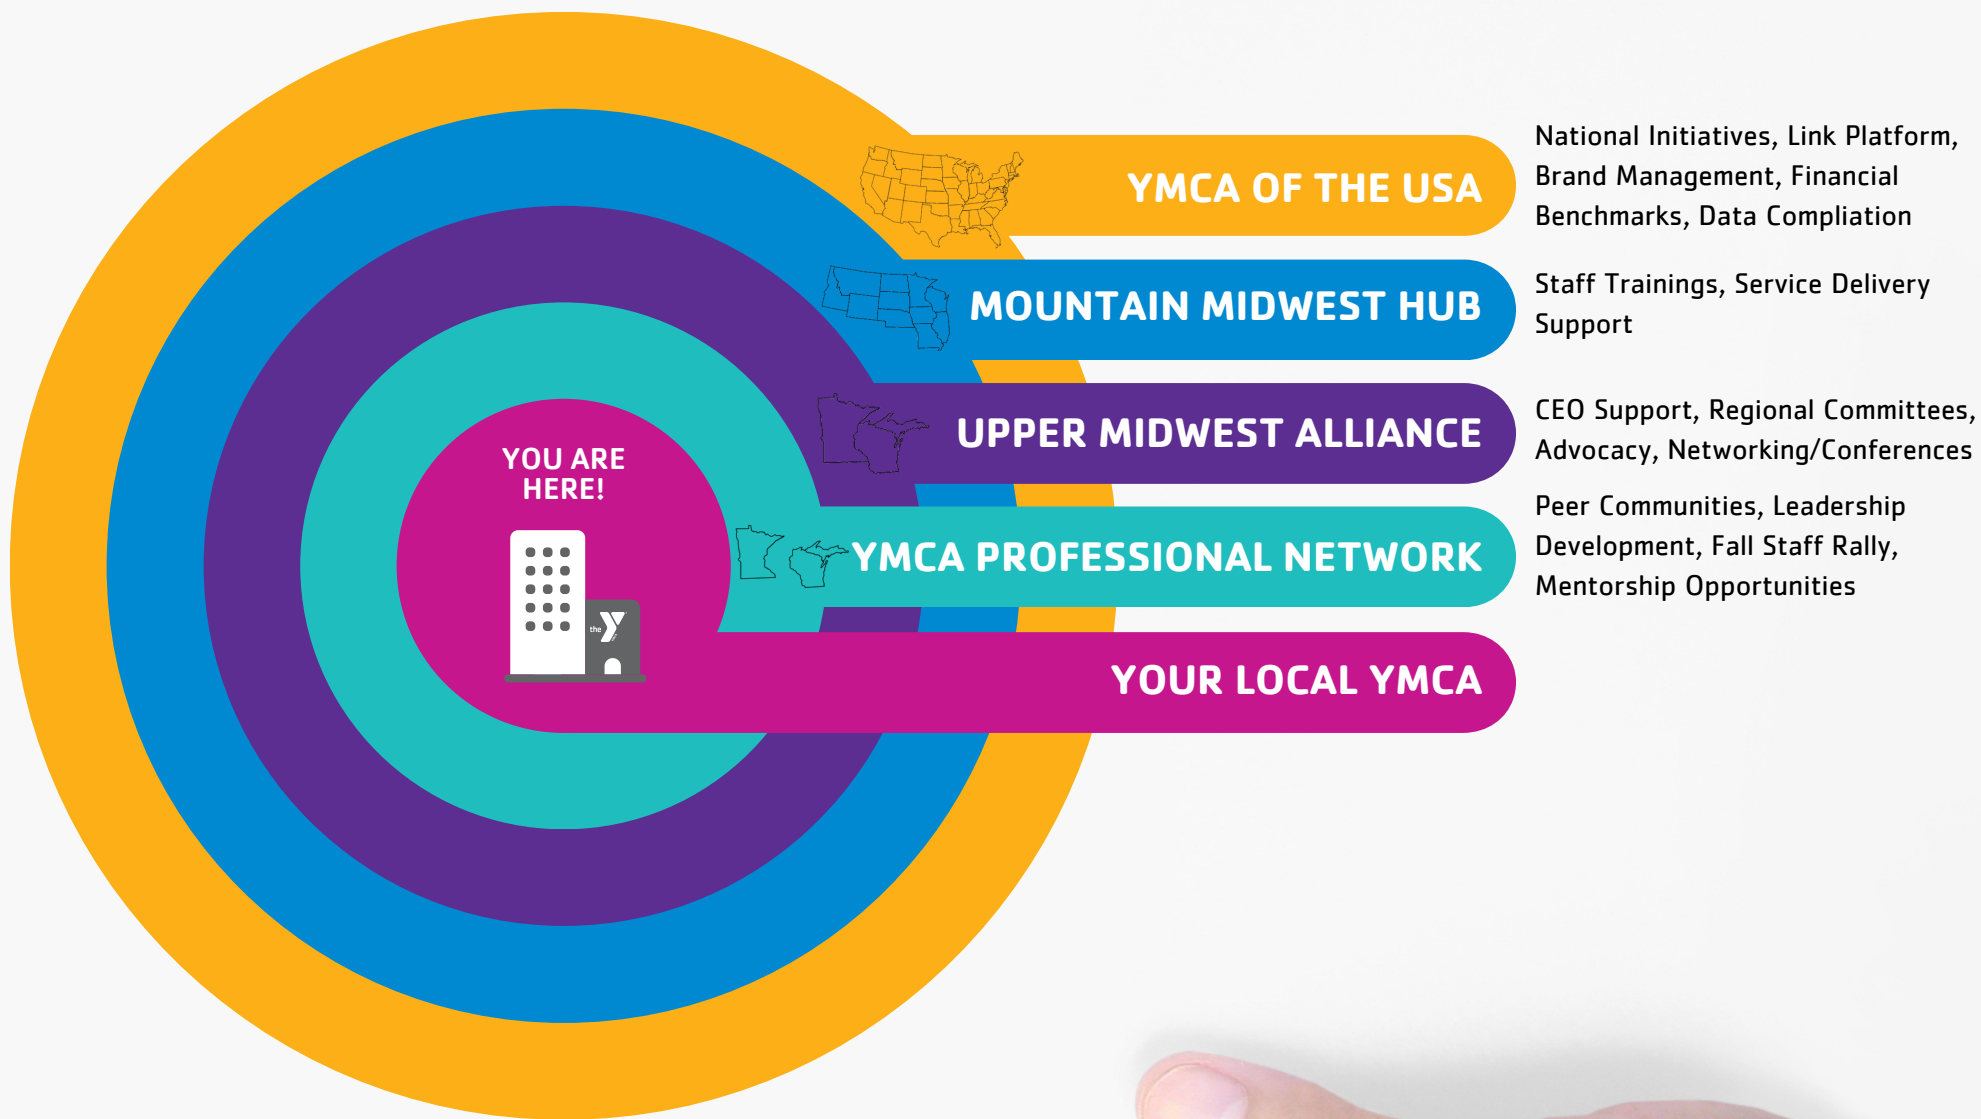 YMCA OF THE USA
National Initiatives, Link Platform,
Brand Management, Financial
Benchmarks, Data Compliation
MOUNTAIN MIDWEST HUB
Staff Trainings, Service Delivery
Support
UPPER MIDWEST ALLIANCE
CEO Support, Regional Committees,
Advocacy, Networking/Conferences
YMCA PROFESSIONAL NETWORK
Peer Communities, Leadership
Development, Fall Staff Rally,
Mentorship Opportunities
YOUR LOCAL YMCA
YOU ARE
HERE!
the Y